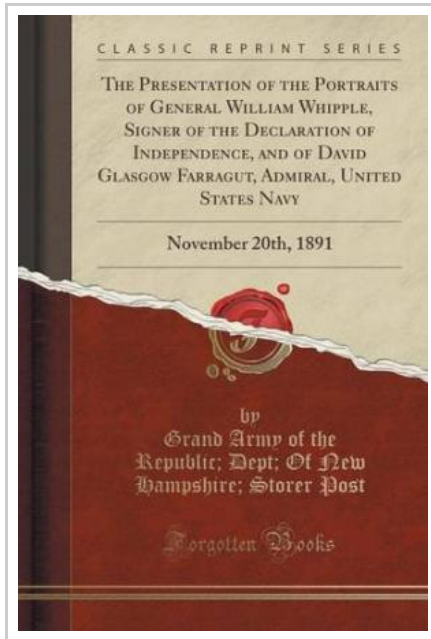 CLASSIC REPRINT SERIES
THE PRESENTATION OF THE PORTRAITS
OF GENERAL WILLIAM WHIPPLE,
SIGNER OF THE DECLARATION OF
INDEPENDENCE, AND OF DAVID
GLASGOW FARRAGUT, ADMIRAL, UNITED
STATES NAVY
November 20th, 1891
by
Grand Army of the
Republic; Dept; Of New
Hampshire; Storer Post
Forgotten Books